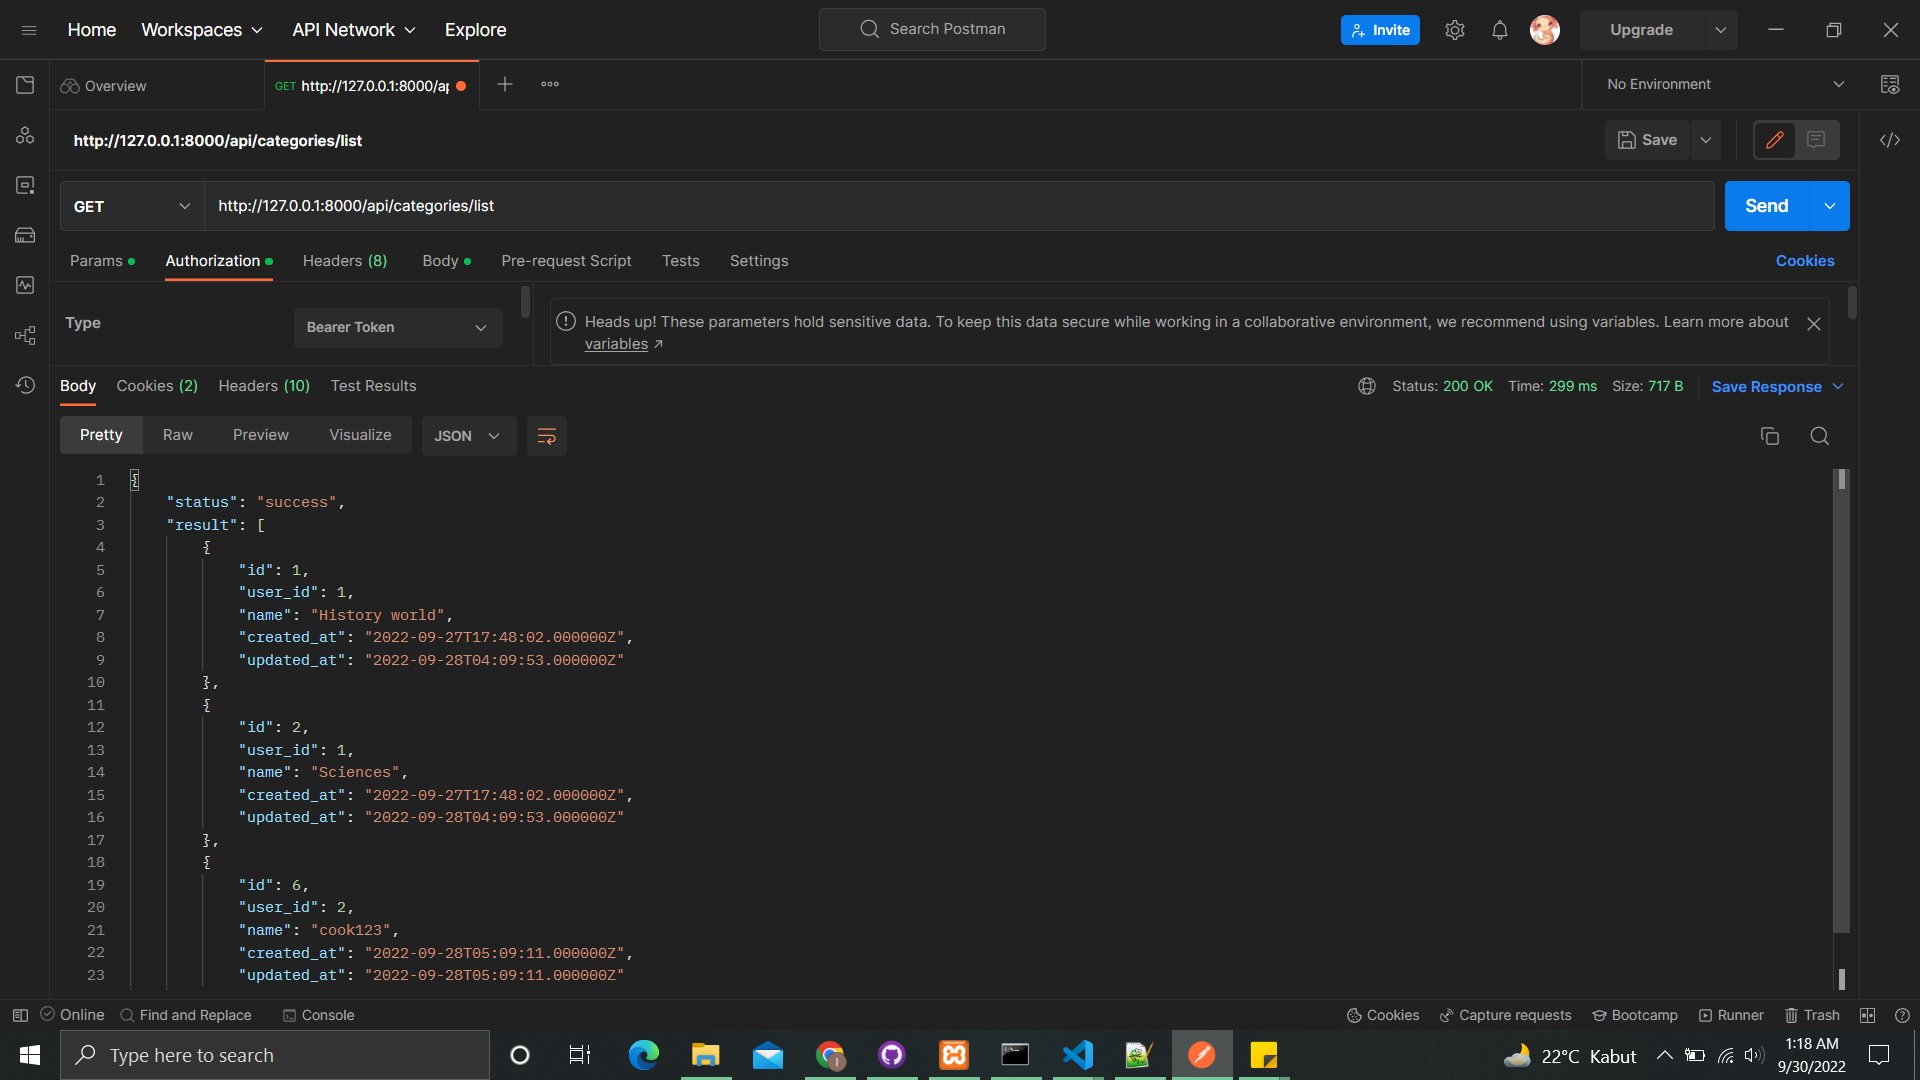 Home Workspaces API Network Explore Search Postman Invite Upgrade
Overview GET http://127.0.0.1:8000/ap No Environment
http://127.0.0.1:8000/api/categories/list Save
GET http://127.0.0.1:8000/api/categories/list Send
Params Authorization Headers (8) Body Pre-request Script Tests Settings Cookies
Type Bearer Token
Heads up! These parameters hold sensitive data. To keep this data secure while working in a collaborative environment, we recommend using variables. Learn more about
variables ↗
Body Cookies (2) Headers (10) Test Results Status: 200 OK Time: 299 ms Size: 717 B Save Response
Pretty Raw Preview Visualize JSON
1 {
2 "status": "success",
3 "result": [
4 {
5 "id": 1,
6 "user_id": 1,
7 "name": "History world",
8 "created_at": "2022-09-27T17:48:02.000000Z",
9 "updated_at": "2022-09-28T04:09:53.000000Z"
10 },
11 {
12 "id": 2,
13 "user_id": 1,
14 "name": "Sciences",
15 "created_at": "2022-09-27T17:48:02.000000Z",
16 "updated_at": "2022-09-28T04:09:53.000000Z"
17 },
18 {
19 "id": 6,
20 "user_id": 2,
21 "name": "cook123",
22 "created_at": "2022-09-28T05:09:11.000000Z",
23 "updated_at": "2022-09-28T05:09:11.000000Z"
Online Find and Replace Console Cookies Capture requests Bootcamp Runner Trash
Type here to search 22°C Kabut 1:18 AM
9/30/2022